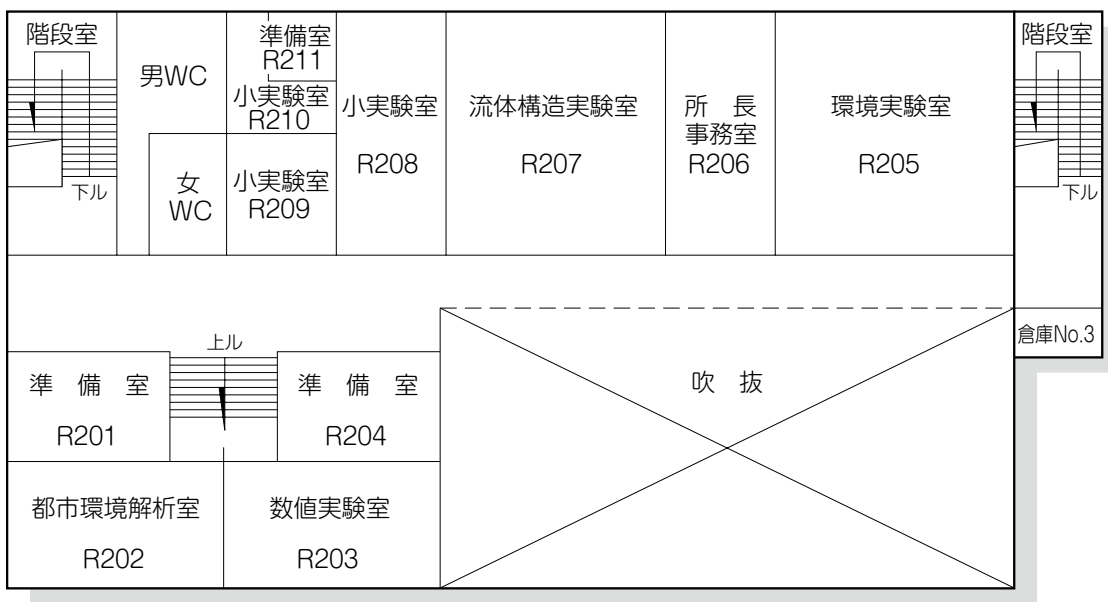 階段室
下ル
男WC
女
WC
準備室
R211
小実験室
R210
小実験室
R209
小実験室
R208
流体構造実験室
R207
所 長
事務室
R206
環境実験室
R205
階段室
下ル
倉庫No.3
上ル
準 備 室
R201
準 備 室
R204
吹 抜
都市環境解析室
R202
数値実験室
R203